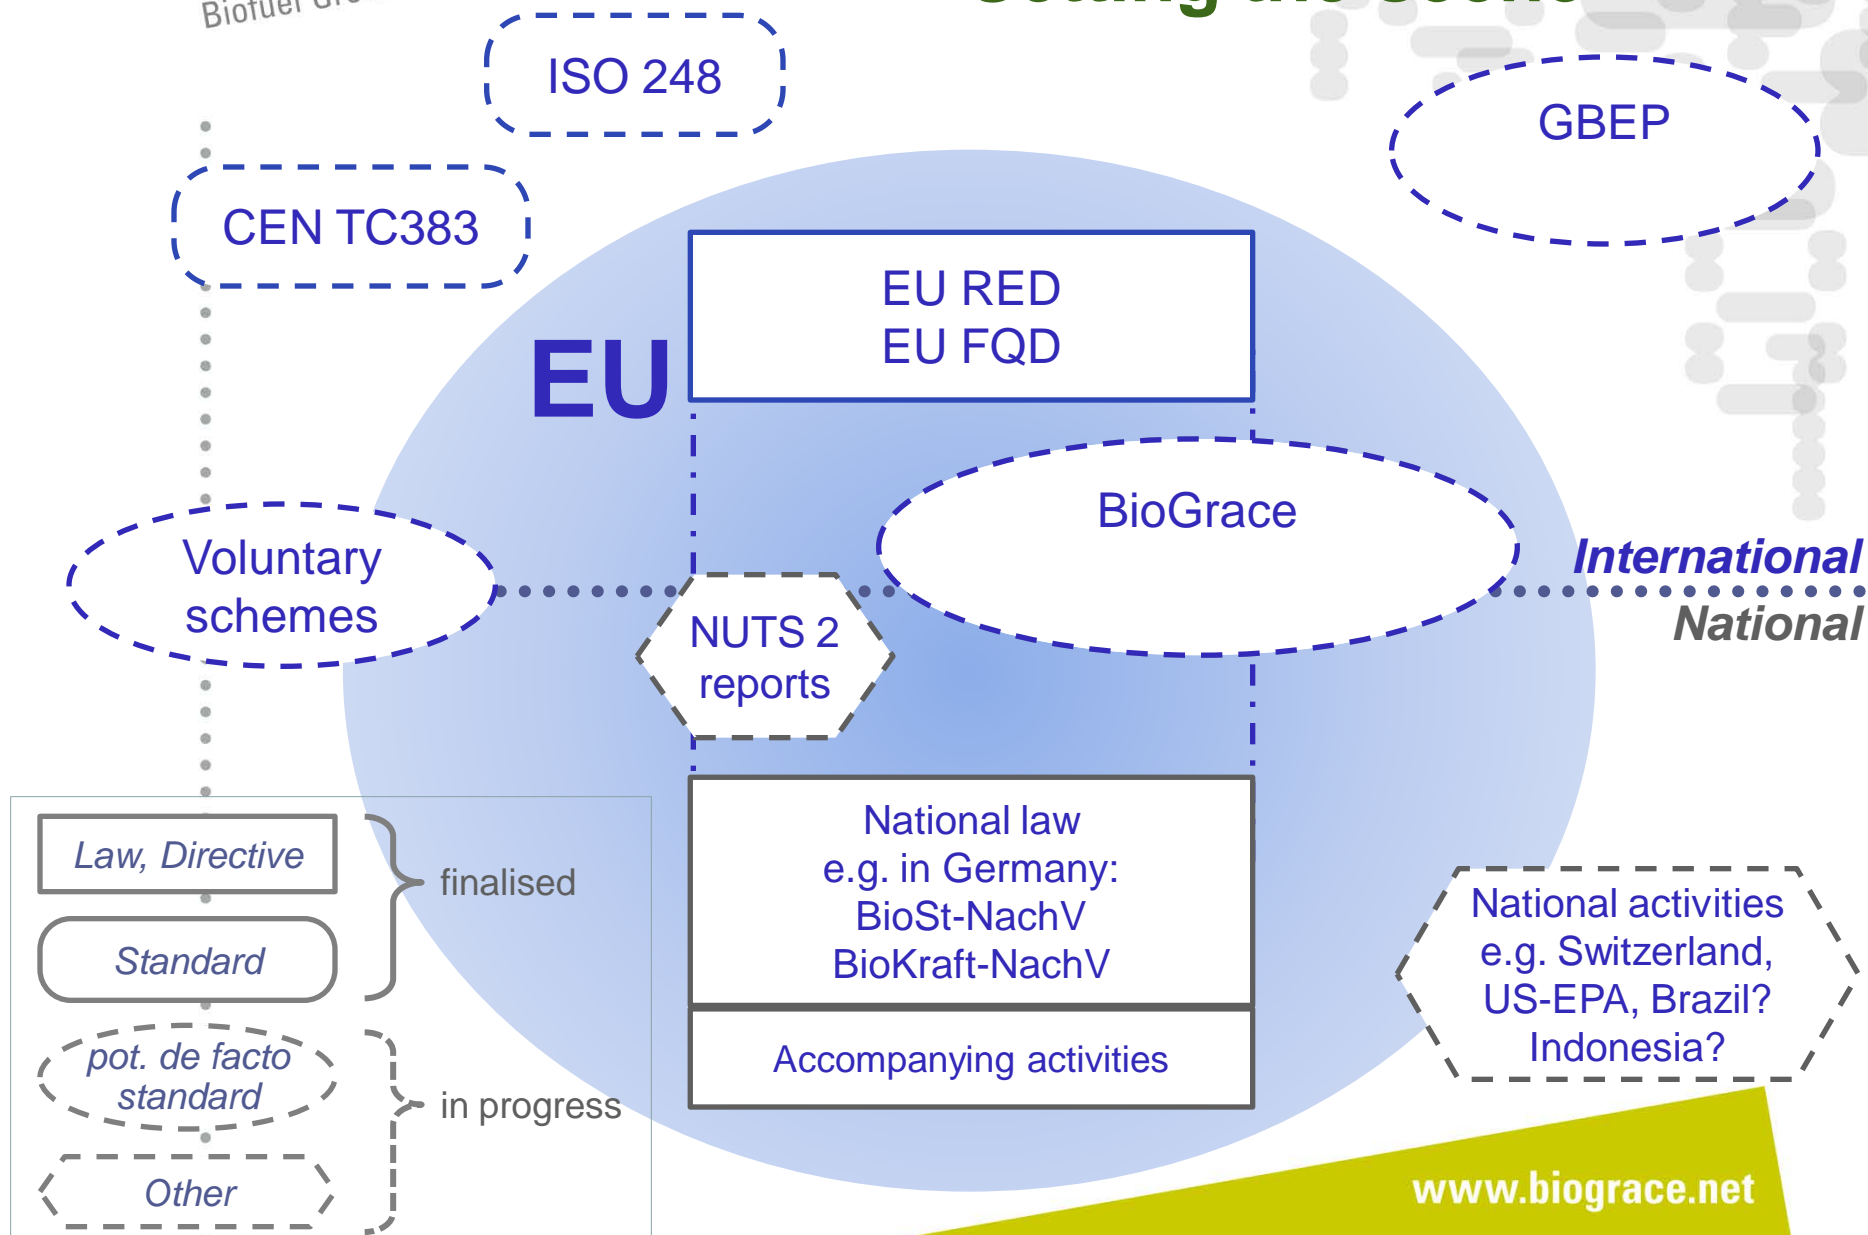 Biofuel
ISO 248
GBEP
CEN TC383
EU RED
EU FQD
EU
BioGrace
Voluntary
schemes
International
National
NUTS 2
reports
National law
e.g. in Germany:
BioSt-NachV
BioKraft-NachV
Accompanying activities
Law, Directive
finalised
Standard
pot. de facto
standard
in progress
Other
National activities
e.g. Switzerland,
US-EPA, Brazil?
Indonesia?
www.biograce.net